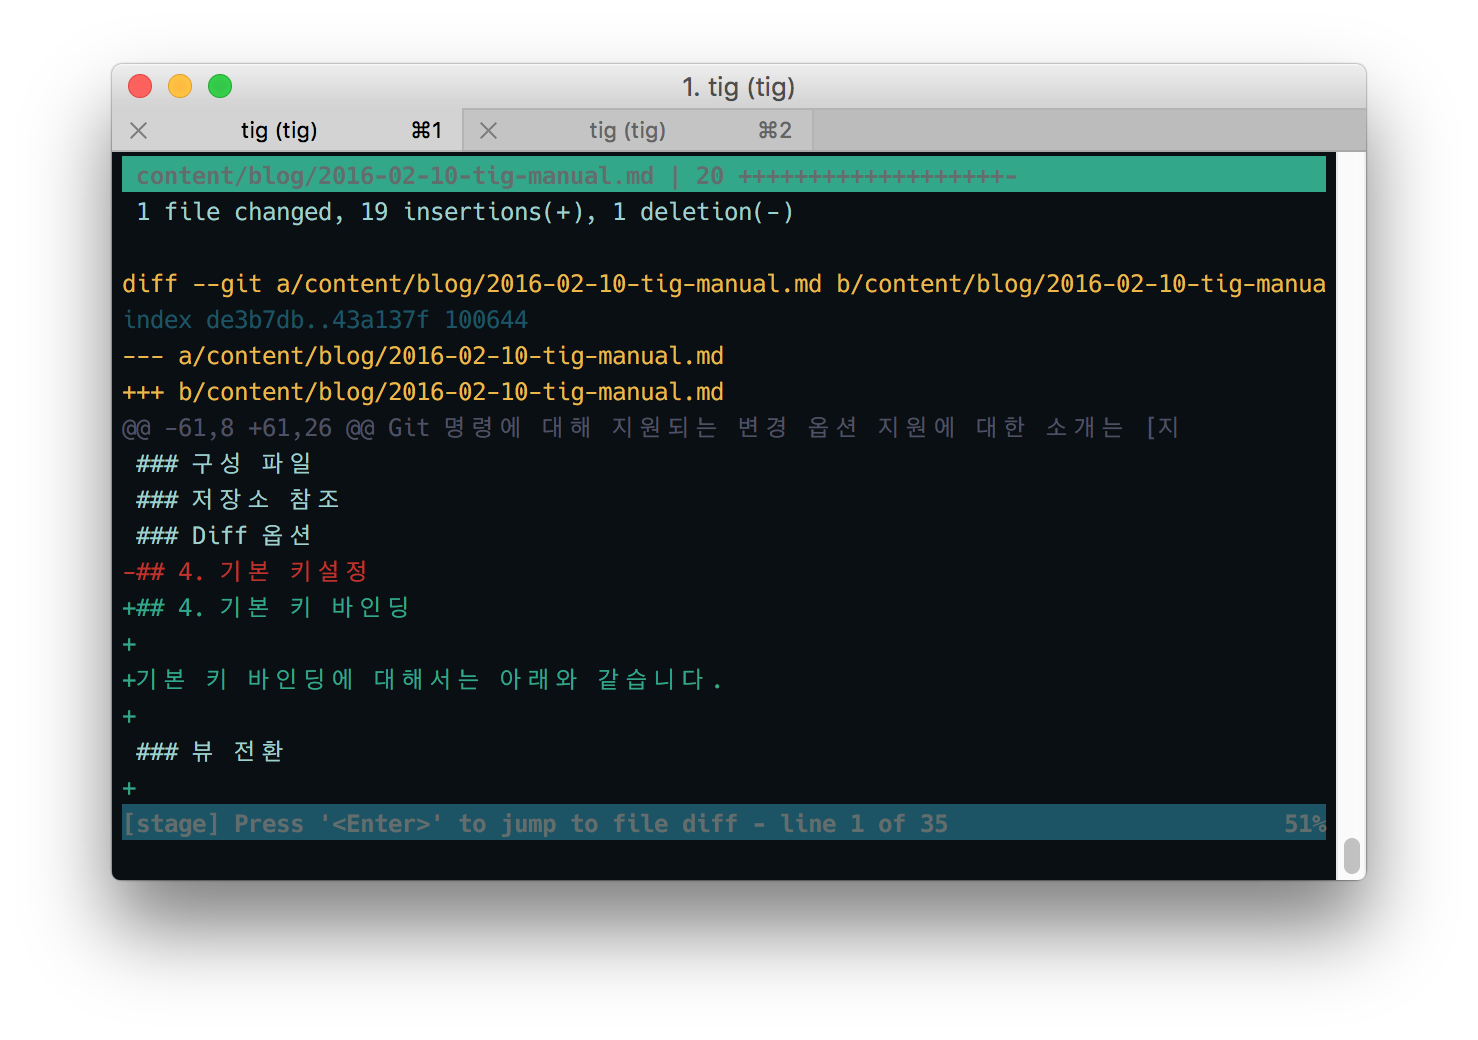 1. tig (tig)
tig (tig) ⌘1 tig (tig) ⌘2
content/blog/2016-02-10-tig-manual.md | 20 +++++++++++++++++++-
1 file changed, 19 insertions(+), 1 deletion(-)
diff --git a/content/blog/2016-02-10-tig-manual.md b/content/blog/2016-02-10-tig-manua
index de3b7db..43a137f 100644
--- a/content/blog/2016-02-10-tig-manual.md
+++ b/content/blog/2016-02-10-tig-manual.md
@@ -61,8 +61,26 @@ Git 명령에 대해 지원되는 변경 옵션 지원에 대한 소개는 [지
### 구성 파일
### 저장소 참조
### Diff 옵션
-## 4. 기본 키설정
+## 4. 기본 키 바인딩
+
+기본 키 바인딩에 대해서는 아래와 같습니다.
+
### 뷰 전환
+
[stage] Press '<Enter>' to jump to file diff - line 1 of 35 51%